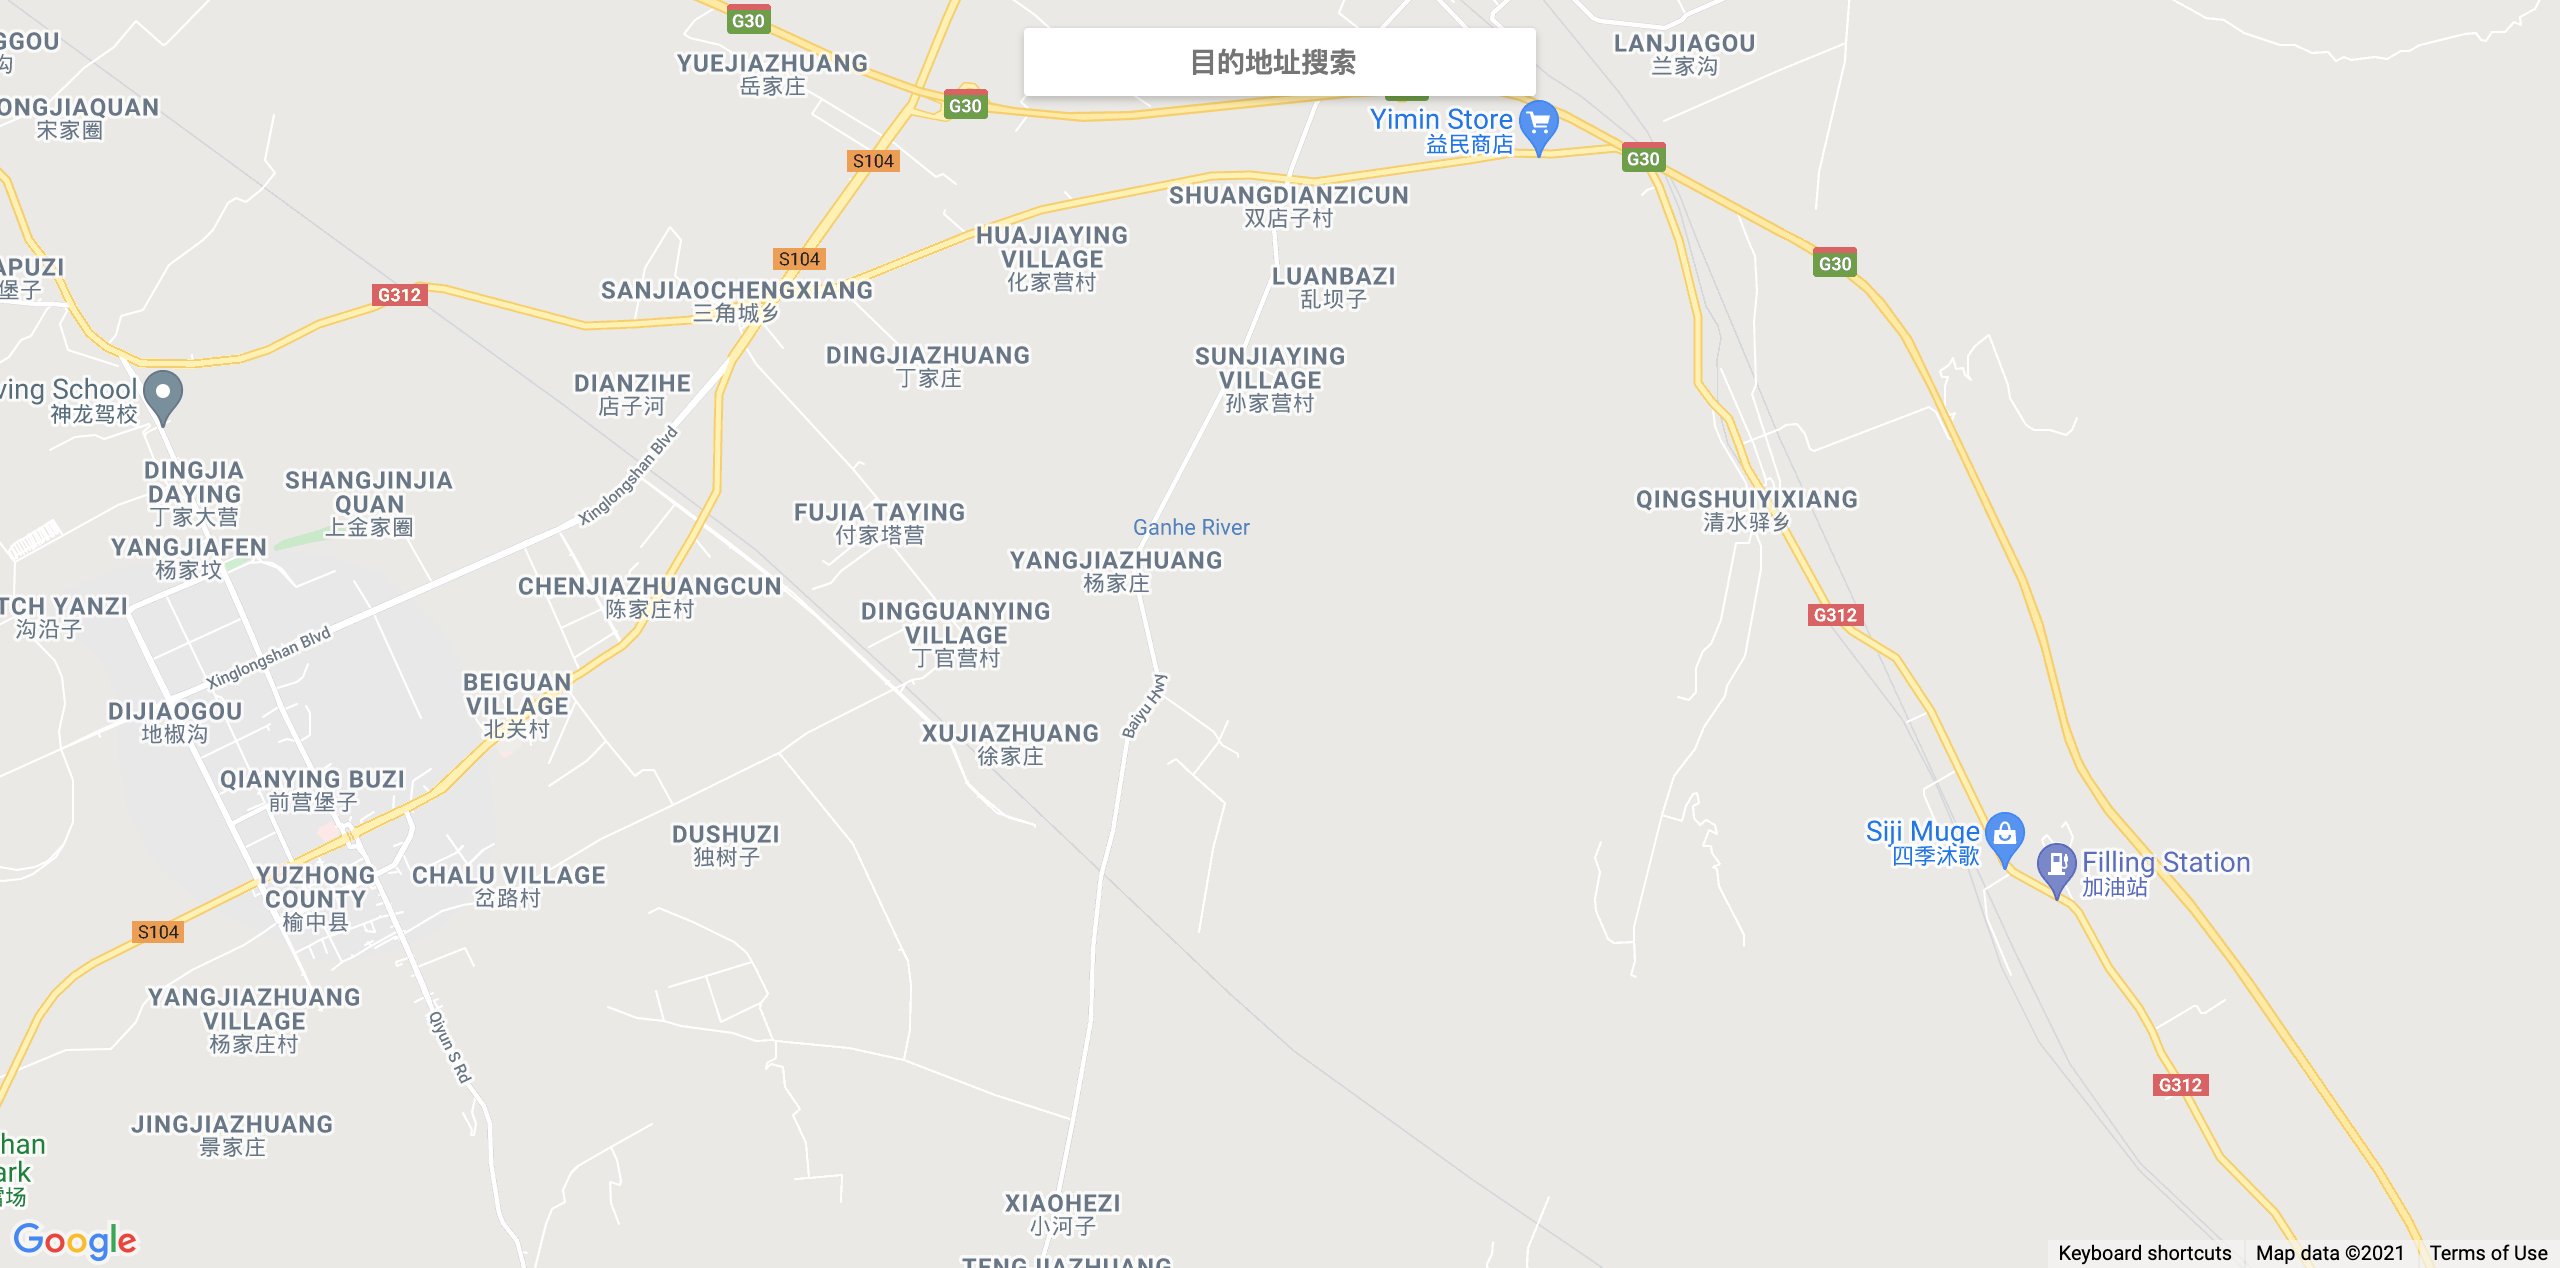 GGOU
沟
G30
YUEJIAZHUANG
岳家庄
目的地址搜索
LANJIAGOU
兰家沟
ONGJIAQUAN
宋家圈
G30
Yimin Store
益民商店
S104
G30
SHUANGDIANZICUN
双店子村
HUAJIAYING
VILLAGE
化家营村
APUZI
堡子
G312
S104
SANJIAOCHENGXIANG
三角城乡
LUANBAZI
乱坝子
G30
DINGJIAZHUANG
丁家庄
SUNJIAYING
VILLAGE
孙家营村
ving School
神龙驾校
DIANZIHE
店子河
Xinglongshan Blvd
DINGJIA
DAYING
丁家大营
SHANGJINJIA
QUAN
上金家圈
FUJIA TAYING
付家塔营
Ganhe River
QINGSHUIYIXIANG
清水驿乡
YANGJIAFEN
杨家坟
YANGJIAZHUANG
杨家庄
CHENJIAZHUANGCUN
陈家庄村
TCH YANZI
沟沿子
DINGGUANYING
VILLAGE
丁官营村
G312
Xinglongshan Blvd
BEIGUAN
VILLAGE
北关村
Baiyu Hwy
DIJIAOGOU
地椒沟
XUJIAZHUANG
徐家庄
QIANYING BUZI
前营堡子
DUSHUZI
独树子
Siji Muge
四季沐歌
Filling Station
加油站
YUZHONG
COUNTY
榆中县
CHALU VILLAGE
岔路村
S104
YANGJIAZHUANG
VILLAGE
杨家庄村
Qiyun S Rd
G312
JINGJIAZHUANG
景家庄
han
ark
雪场
XIAOHEZI
小河子
TENGJIAZHUANG
Google
Keyboard shortcuts
Map data ©2021
Terms of Use